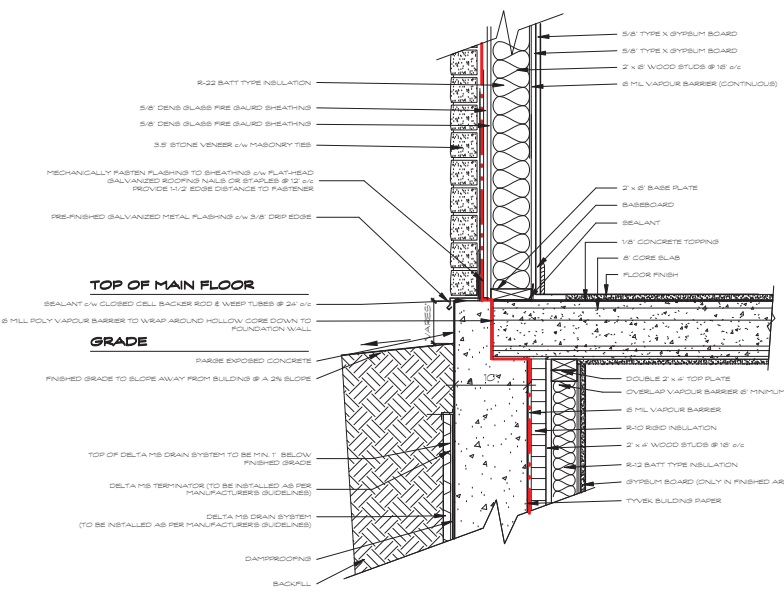 R-22 BATT TYPE INSULATION
5/8" DENS GLASS FIRE GAURD SHEATHING
5/8" DENS GLASS FIRE GAURD SHEATHING
3.5" STONE VENEER c/w MASONRY TIES
MECHANICALLY FASTEN FLASHING TO SHEATHING c/w FLAT-HEAD
GALVANIZED ROOFING NAILS OR STAPLES @ 12" o/c
PROVIDE 1-1/2" EDGE DISTANCE TO FASTENER
PRE-FINISHED GALVANIZED METAL FLASHING c/w 3/8" DRIP EDGE
TOP OF MAIN FLOOR
SEALANT c/w CLOSED CELL BACKER ROD & WEEP TUBES @ 24" o/c
6 MILL POLY VAPOUR BARRIER TO WRAP AROUND HOLLOW CORE DOWN TO
FOUNDATION WALL
GRADE
PARGE EXPOSED CONCRETE
FINISHED GRADE TO SLOPE AWAY FROM BUILDING @ A 2% SLOPE
TOP OF DELTA MS DRAIN SYSTEM TO BE MIN. 1" BELOW
FINISHED GRADE
DELTA MS TERMINATOR (TO BE INSTALLED AS PER
MANUFACTURER'S GUIDELINES)
DELTA MS DRAIN SYSTEM
(TO BE INSTALLED AS PER MANUFACTURER'S GUIDELINES)
DAMPPROOFING
BACKFILL
VARIES
10"
5/8" TYPE X GYPSUM BOARD
5/8" TYPE X GYPSUM BOARD
2" x 6" WOOD STUDS @ 16" o/c
6 MIL VAPOUR BARRIER (CONTINUOUS)
2" x 6" BASE PLATE
BASEBOARD
SEALANT
1/8" CONCRETE TOPPING
8" CORE SLAB
FLOOR FINISH
DOUBLE 2" x 4" TOP PLATE
OVERLAP VAPOUR BARRIER 6" MINIMUM
6 MIL VAPOUR BARRIER
R-10 RIGID INSULATION
2" x 4" WOOD STUDS @ 16" o/c
R-12 BATT TYPE INSULATION
GYPSUM BOARD (ONLY IN FINISHED AR
TYVEK BUILDING PAPER